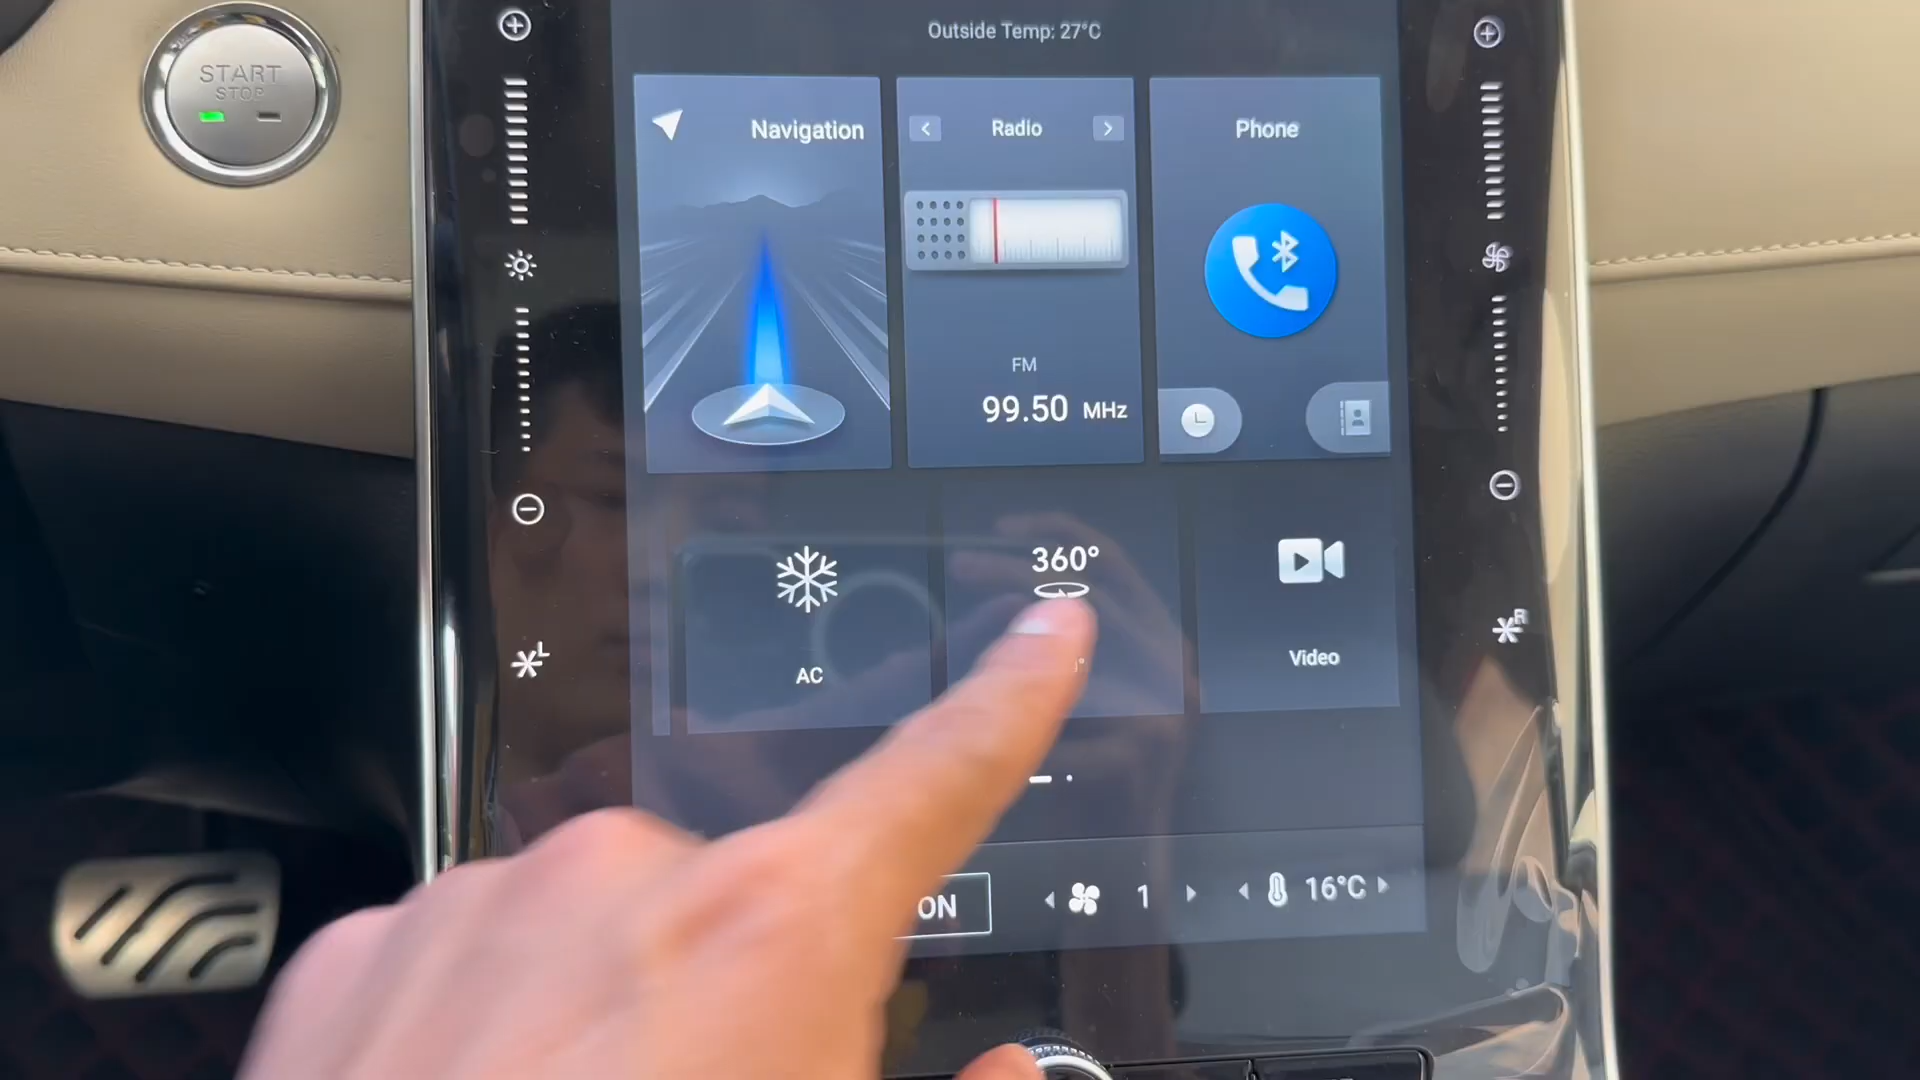 START
STOP
Outside Temp: 27°C
Navigation
Radio
Phone
FM
99.50 MHz
360°
AC
Video
L
R
ON
1
16°C